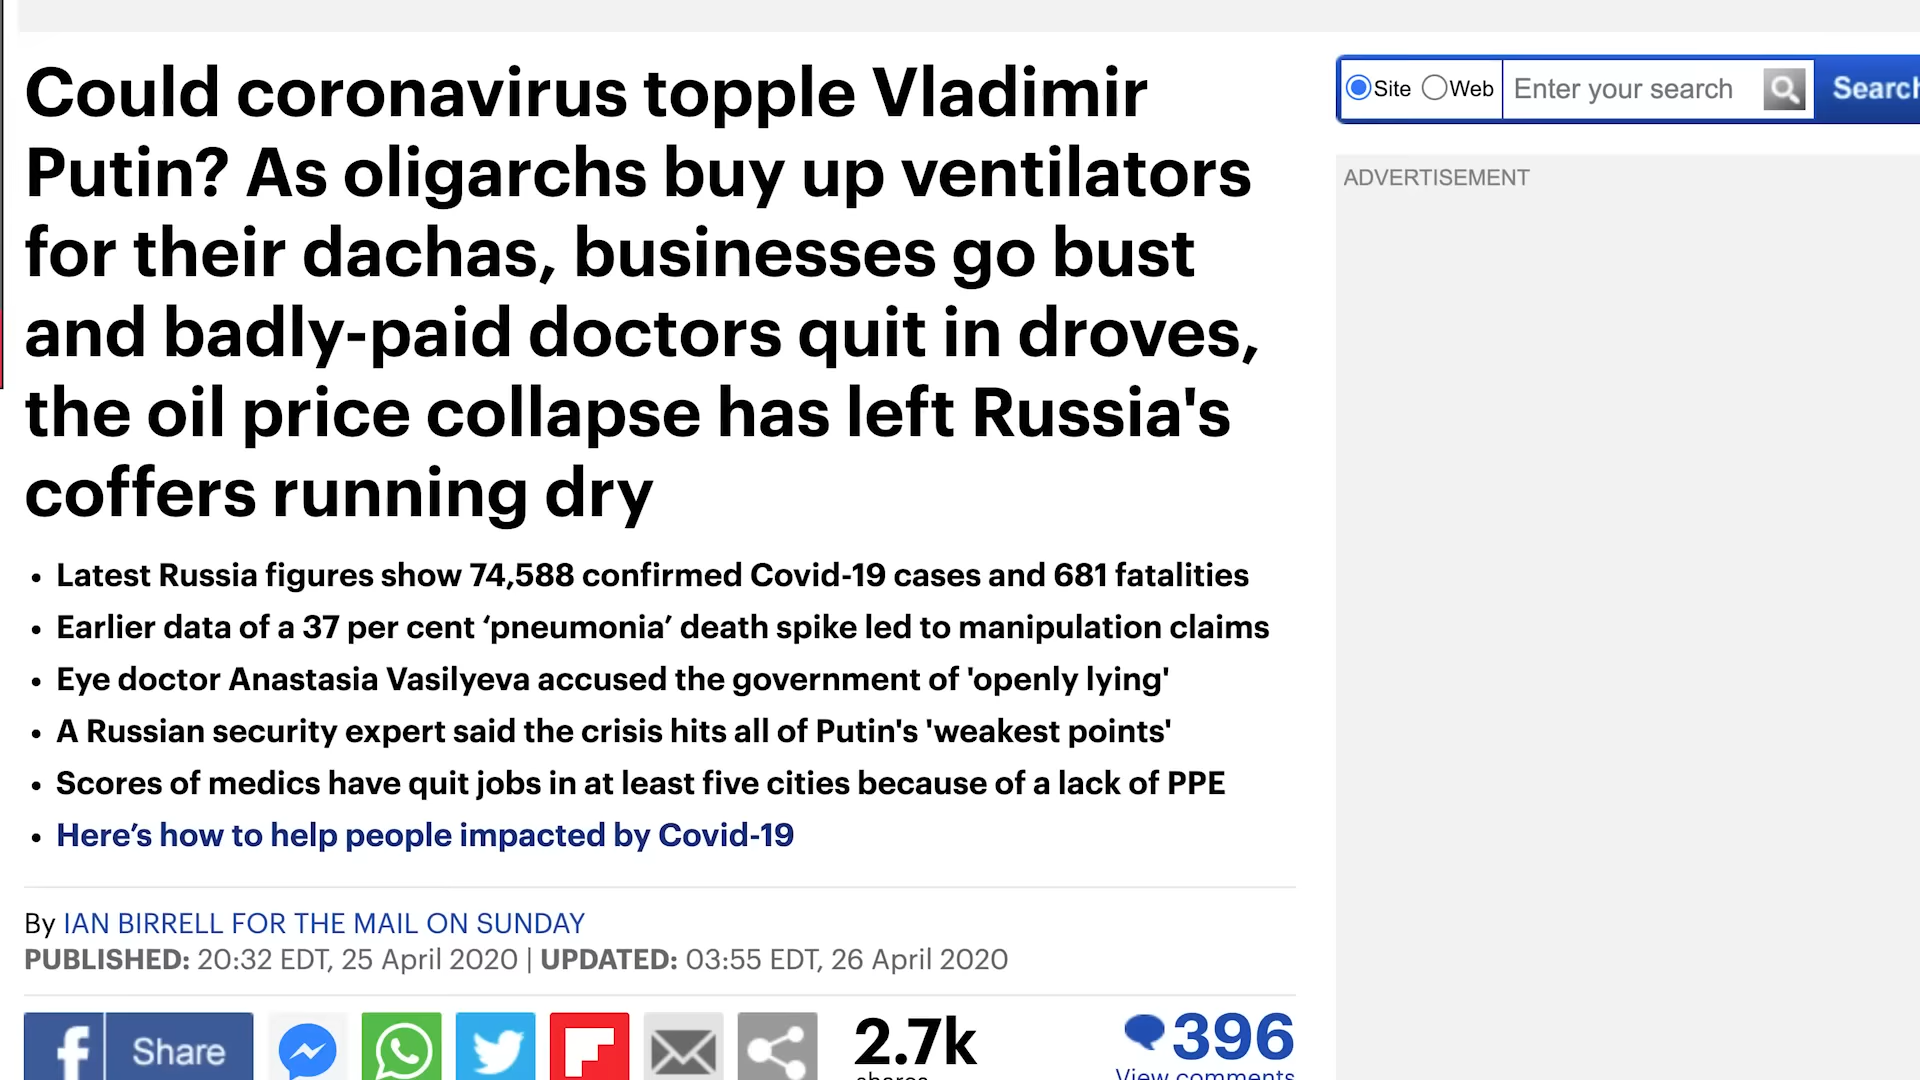 Could coronavirus topple Vladimir
Putin? As oligarchs buy up ventilators
for their dachas, businesses go bust
and badly-paid doctors quit in droves,
the oil price collapse has left Russia's
coffers running dry
• Latest Russia figures show 74,588 confirmed Covid-19 cases and 681 fatalities
• Earlier data of a 37 per cent ‘pneumonia’ death spike led to manipulation claims
• Eye doctor Anastasia Vasilyeva accused the government of 'openly lying'
• A Russian security expert said the crisis hits all of Putin's 'weakest points'
• Scores of medics have quit jobs in at least five cities because of a lack of PPE
• Here’s how to help people impacted by Covid-19
By IAN BIRRELL FOR THE MAIL ON SUNDAY
PUBLISHED: 20:32 EDT, 25 April 2020 | UPDATED: 03:55 EDT, 26 April 2020
Share
2.7k
shares
396
View comments
Site Web Enter your search Search
ADVERTISEMENT